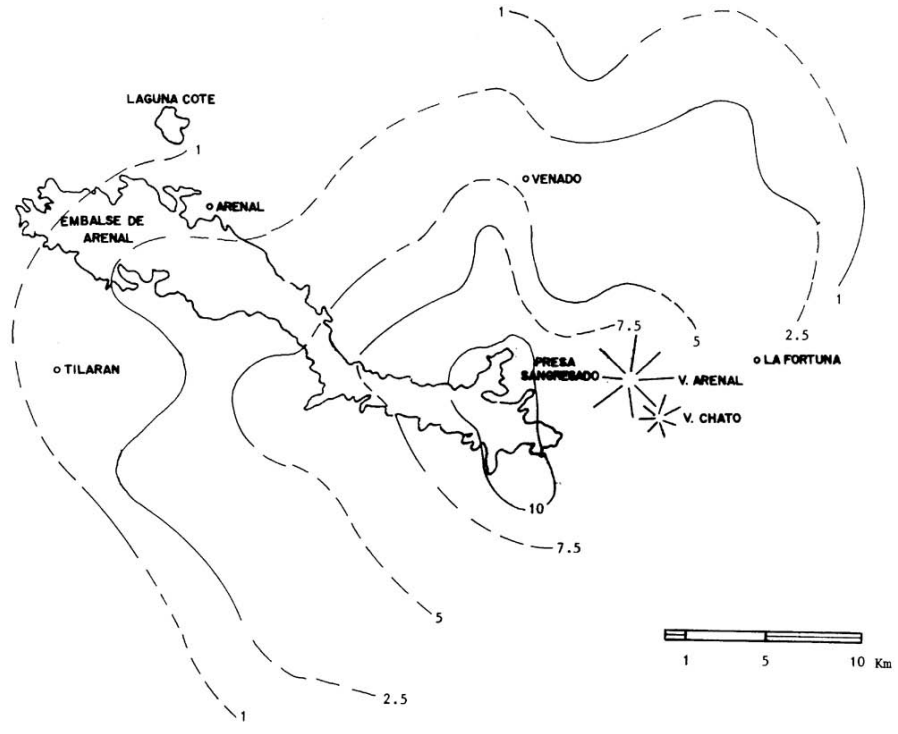 1
LAGUNA COTE
1
VENADO
ARENAL
EMBALSE DE
ARENAL
1
7.5
2.5
5
PRESA
SANGREGADO
LA FORTUNA
TILARAN
V. ARENAL
V. CHATO
10
7.5
5
1
5
10 Km
2.5
1